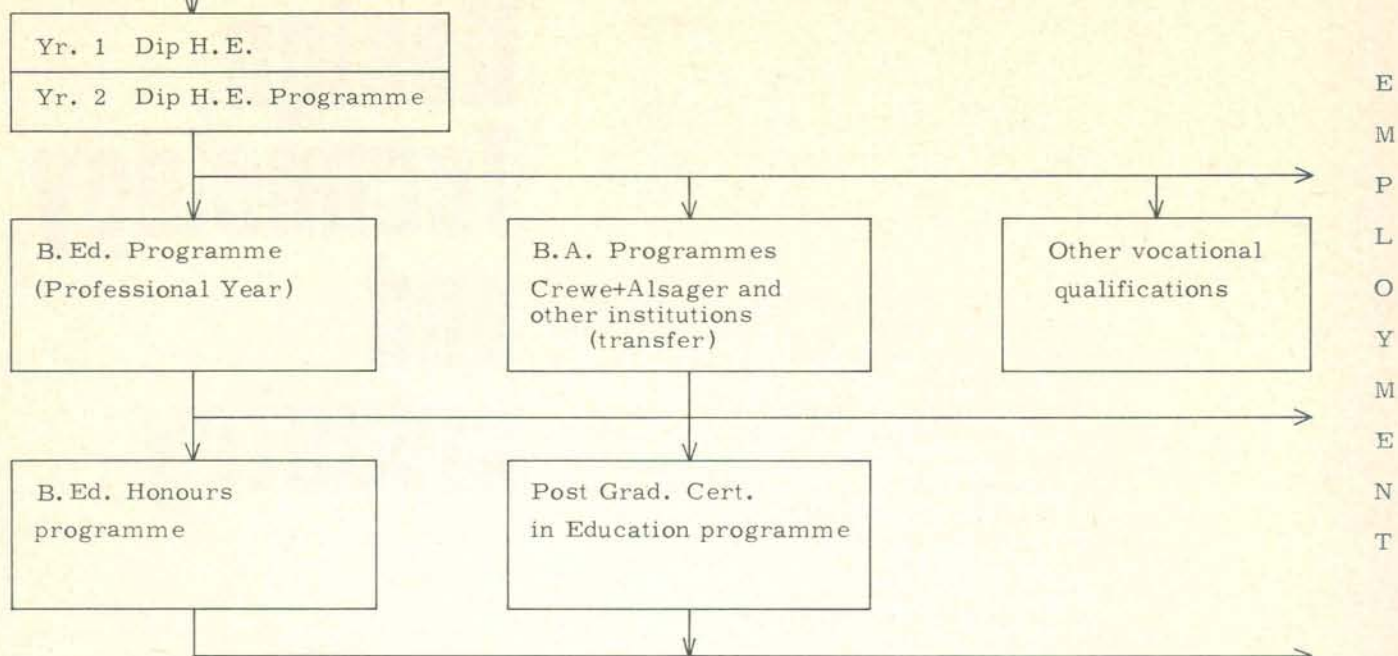 Yr. 1 Dip H.E.
Yr. 2 Dip H.E. Programme
B.Ed. Programme
(Professional Year)
B.A. Programmes
Crewe+Alsager and
other institutions
(transfer)
Other vocational
qualifications
B.Ed. Honours
programme
Post Grad. Cert.
in Education programme
E
M
P
L
O
Y
M
E
N
T